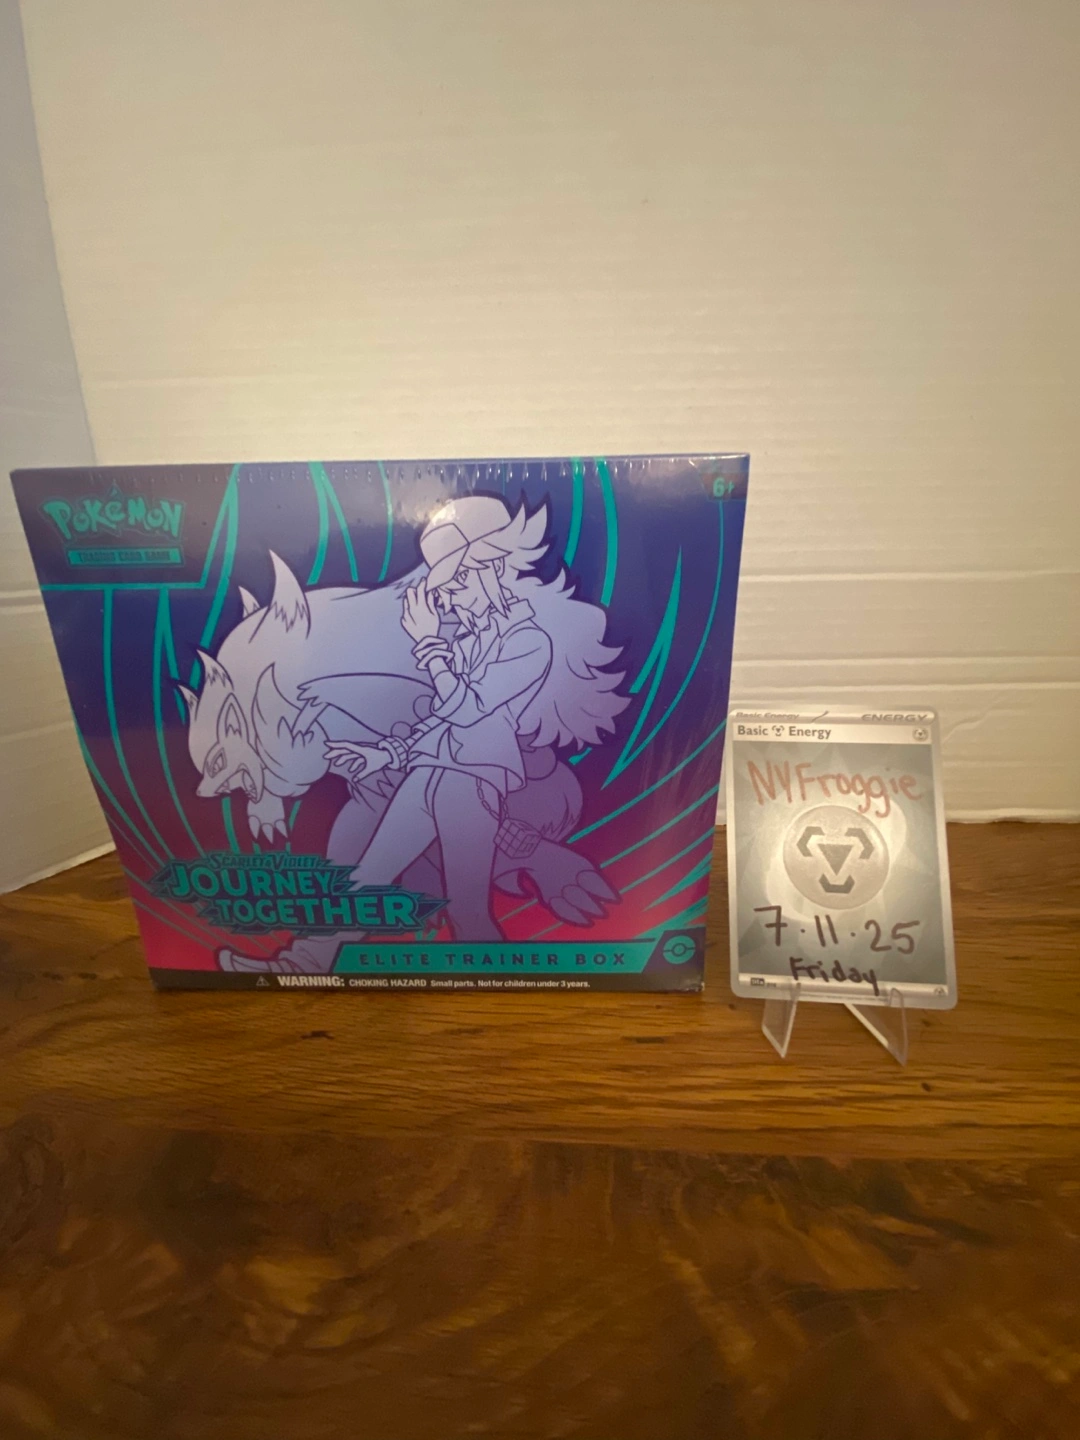 POKéMON
TRADING CARD GAME
6+
SCARLET & VIOLET
JOURNEY
TOGETHER
ELITE TRAINER BOX
WARNING: CHOKING HAZARD Small parts. Not for children under 3 years.
Basic Energy ENERGY
Basic Energy
NYFroggie
7.11.25
Friday